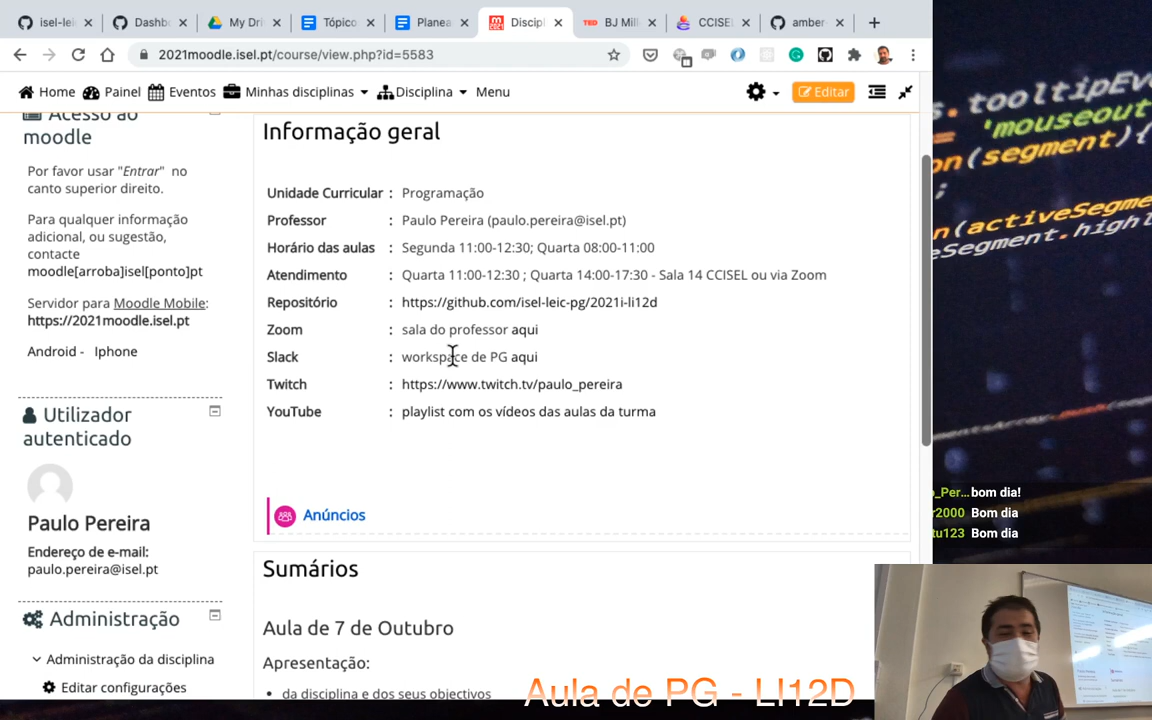 isel-lei
Dashb
My Dri
Tópico
Planea
Discipl
TED BJ Mill
CCISEL
amber
2021moodle.isel.pt/course/view.php?id=5583
Home Painel Eventos Minhas disciplinas Disciplina Menu
Editar
Acesso ao
moodle
Por favor usar "Entrar" no
canto superior direito.
Para qualquer informação
adicional, ou sugestão,
contacte
moodle[arroba]isel[ponto]pt
Servidor para Moodle Mobile:
https://2021moodle.isel.pt
Android - Iphone
Utilizador
autenticado
Paulo Pereira
Endereço de e-mail:
paulo.pereira@isel.pt
Administração
Administração da disciplina
Editar configurações
Informação geral
Unidade Curricular : Programação
Professor : Paulo Pereira (paulo.pereira@isel.pt)
Horário das aulas : Segunda 11:00-12:30; Quarta 08:00-11:00
Atendimento : Quarta 11:00-12:30 ; Quarta 14:00-17:30 - Sala 14 CCISEL ou via Zoom
Repositório : https://github.com/isel-leic-pg/2021i-li12d
Zoom : sala do professor aqui
Slack : workspace de PG aqui
Twitch : https://www.twitch.tv/paulo_pereira
YouTube : playlist com os vídeos das aulas da turma
Anúncios
Sumários
Aula de 7 de Outubro
Apresentação:
da disciplina e dos seus objectivos
s.tooltipEv
= 'mouseout
on(segment){
;
n(activeSegme
eSegment.highl
o_Per... bom dia!
r2000 Bom dia
tu123 Bom dia
Aula de PG - LI12D